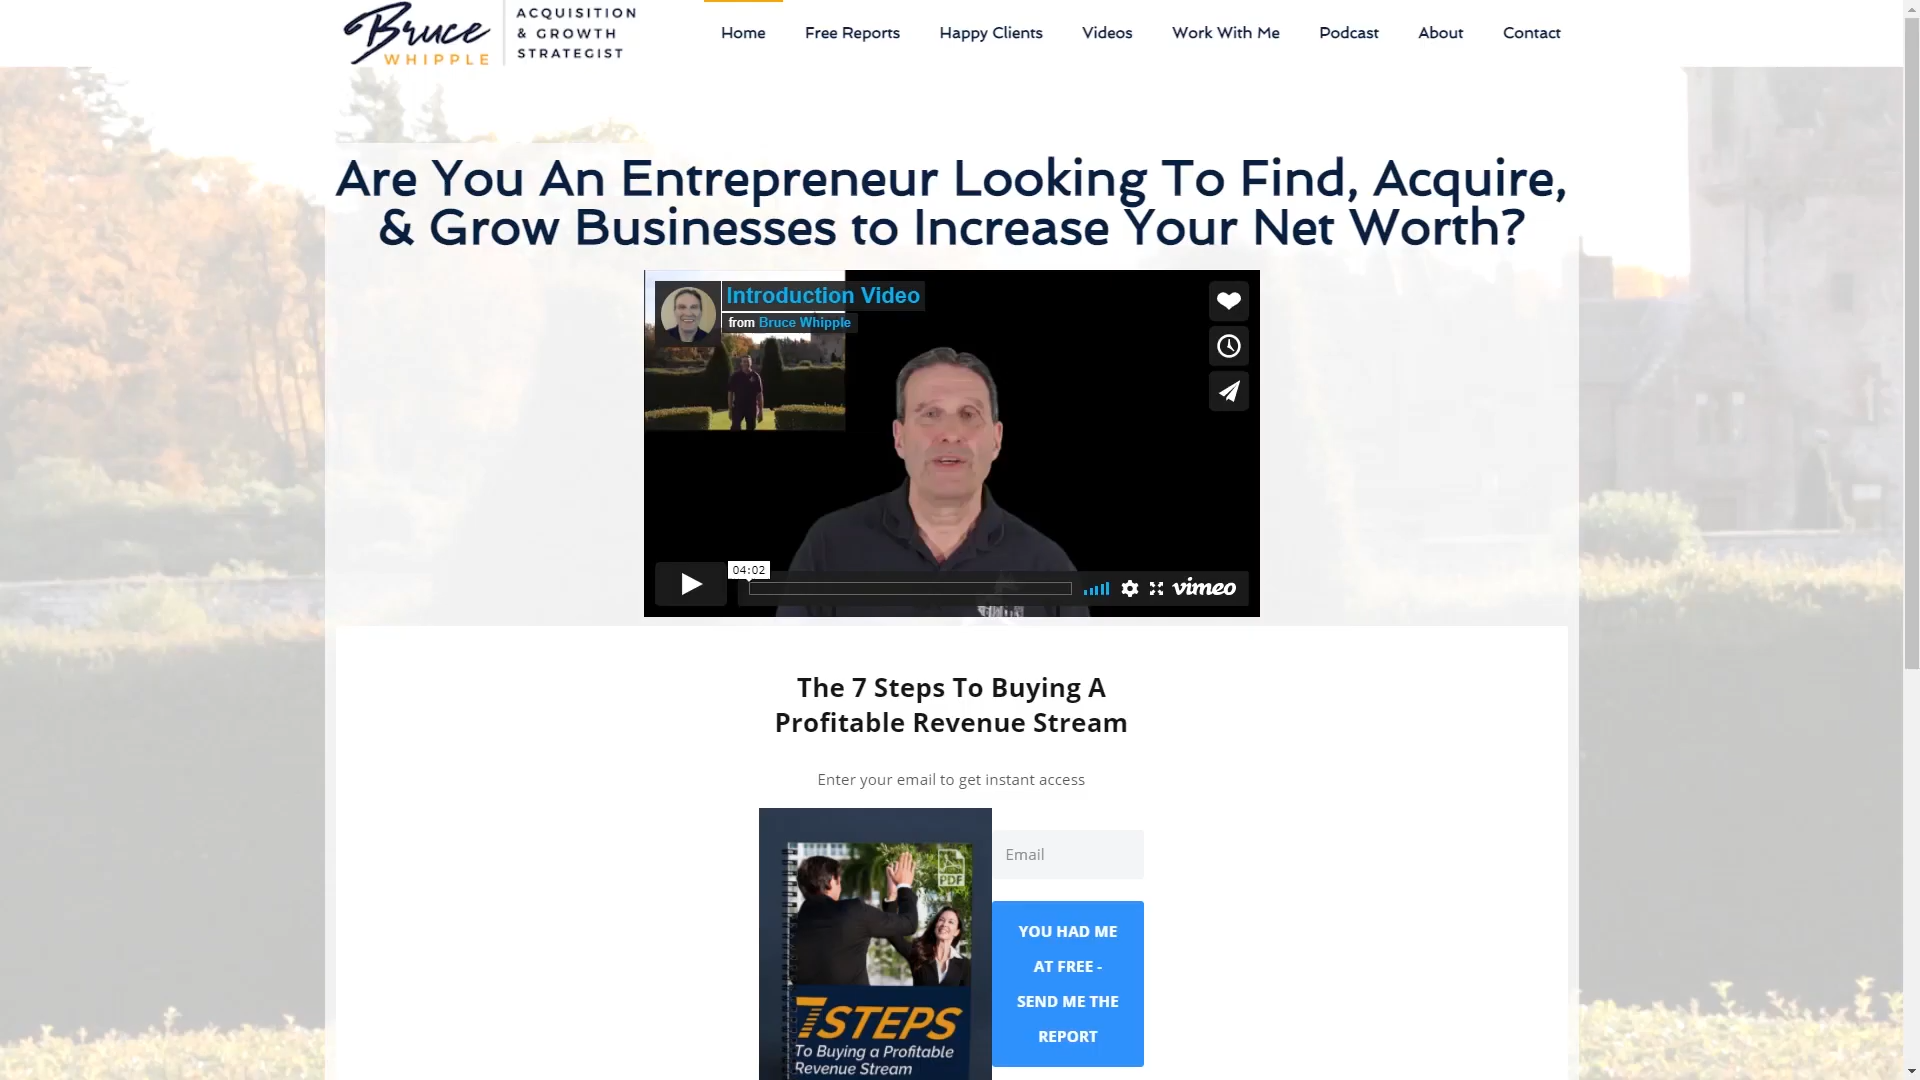 Bruce
WHIPPLE
ACQUISITION
& GROWTH
STRATEGIST
Home
Free Reports
Happy Clients
Videos
Work With Me
Podcast
About
Contact
Are You An Entrepreneur Looking To Find, Acquire,
& Grow Businesses to Increase Your Net Worth?
Introduction Video
from Bruce Whipple
04:02
vimeo
The 7 Steps To Buying A
Profitable Revenue Stream
Enter your email to get instant access
PDF
7 STEPS
To Buying a Profitable
Revenue Stream
Email
YOU HAD ME
AT FREE -
SEND ME THE
REPORT